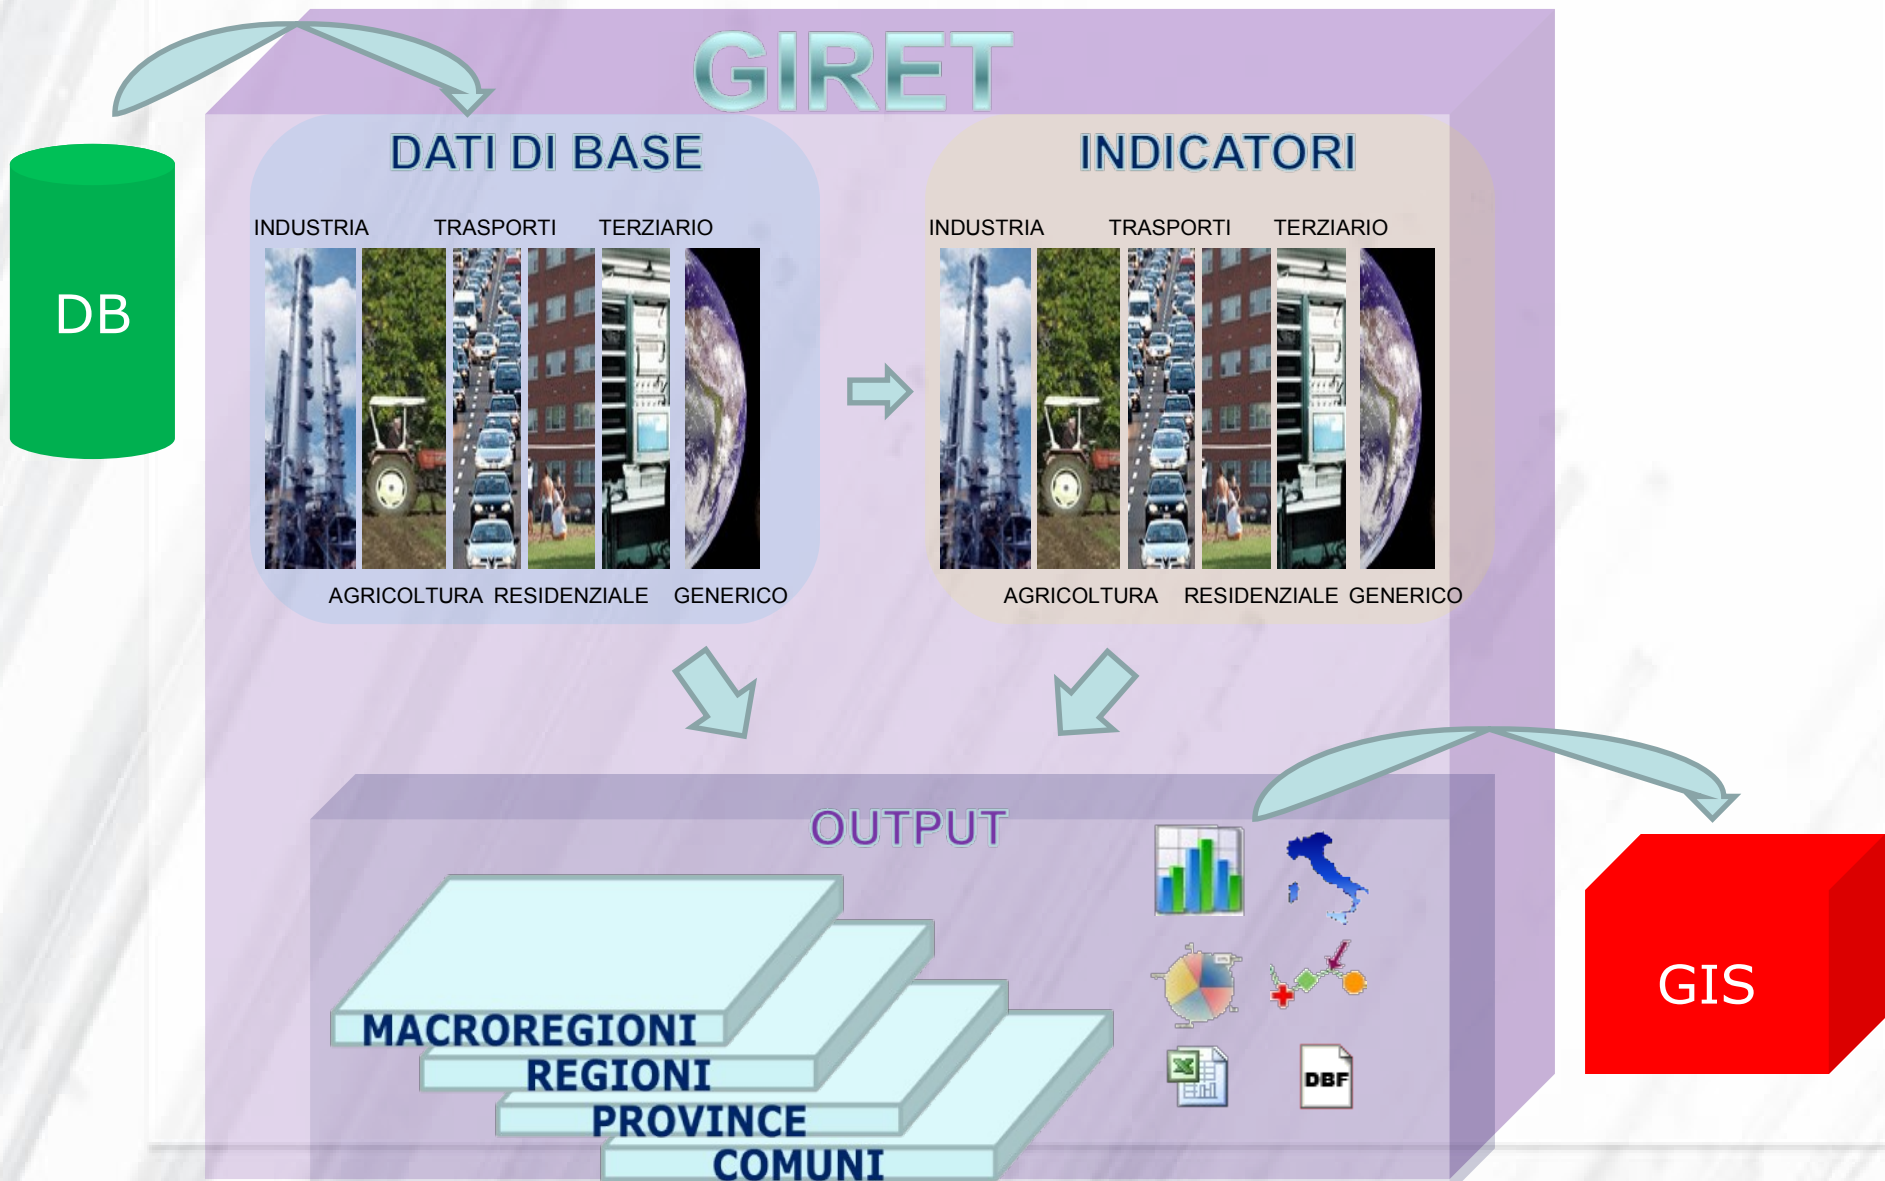 GIRET
DATI DI BASE
INDUSTRIA TRASPORTI TERZIARIO
AGRICOLTURA RESIDENZIALE GENERICO
INDICATORI
INDUSTRIA TRASPORTI TERZIARIO
AGRICOLTURA RESIDENZIALE GENERICO
DB
OUTPUT
MACROREGIONI
REGIONI
PROVINCE
COMUNI
DBF
GIS